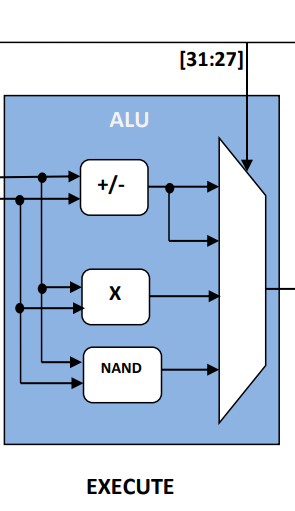 [31:27]
ALU
+/-
X
NAND
EXECUTE